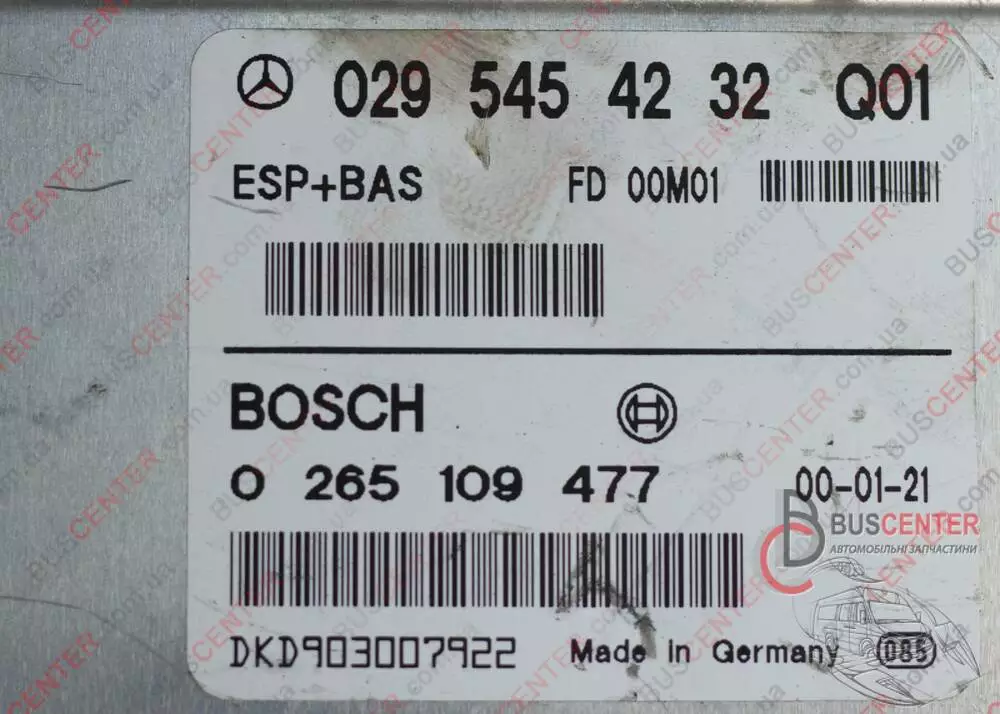 029 545 42 32 Q01
ESP+BAS FD 00M01
BOSCH
0 265 109 477 00-01-21
BUSCENTER
АВТОМОБІЛЬНІ ЗАПЧАСТИНИ
DKD903007922 Made in Germany 085